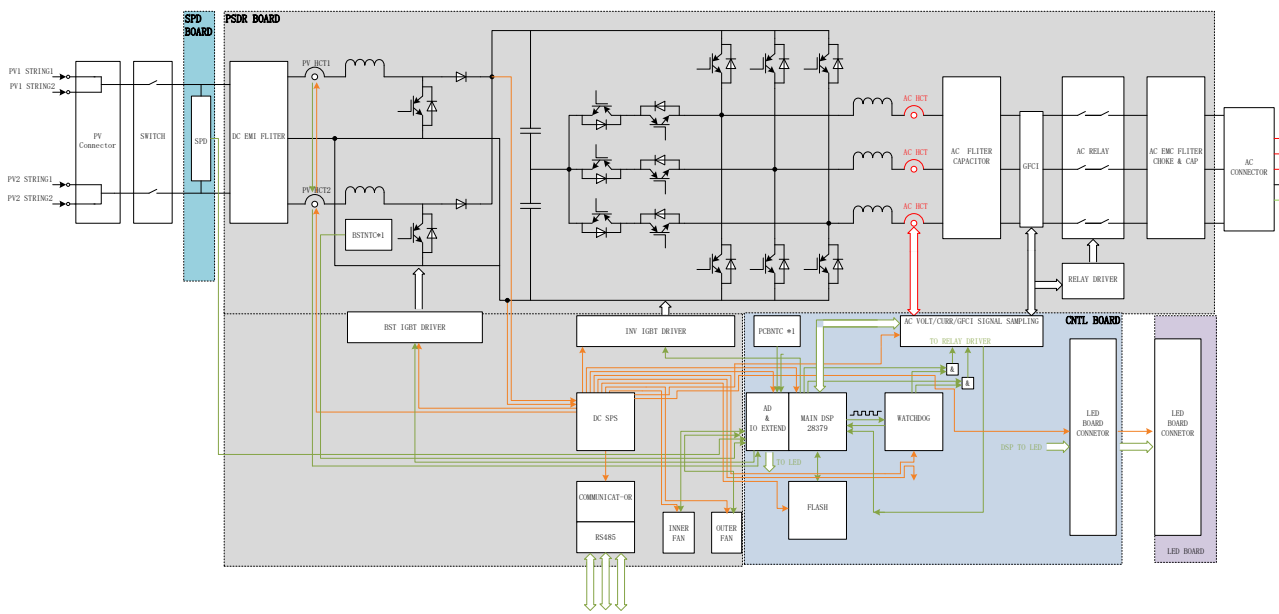 SPD
BOARD
PSDR BOARD
PV1 STRING1
PV1 STRING2
PV2 STRING1
PV2 STRING2
PV
Connector
SWITCH
SPD
DC EMI FLITER
PV HCT1
PV HCT2
BSTNTC*1
AC HCT
AC HCT
AC HCT
AC FLITER
CAPACITOR
GFCI
AC RELAY
AC EMC FLITER
CHOKE & CAP
AC
CONNECTOR
RELAY DRIVER
BST IGBT DRIVER
INV IGBT DRIVER
PCBNTC *1
AC VOLT/CURR/GFCI SIGNAL SAMPLING
CNTL BOARD
TO RELAY DRIVER
&
&
DC SPS
AD
&
IO EXTEND
MAIN DSP
28379
WATCHDOG
LED
BOARD
CONNETOR
LED
BOARD
CONNETOR
DSP TO LED
TO LED
COMMUNICAT-OR
RS485
INNER
FAN
OUTER
FAN
FLASH
LED BOARD